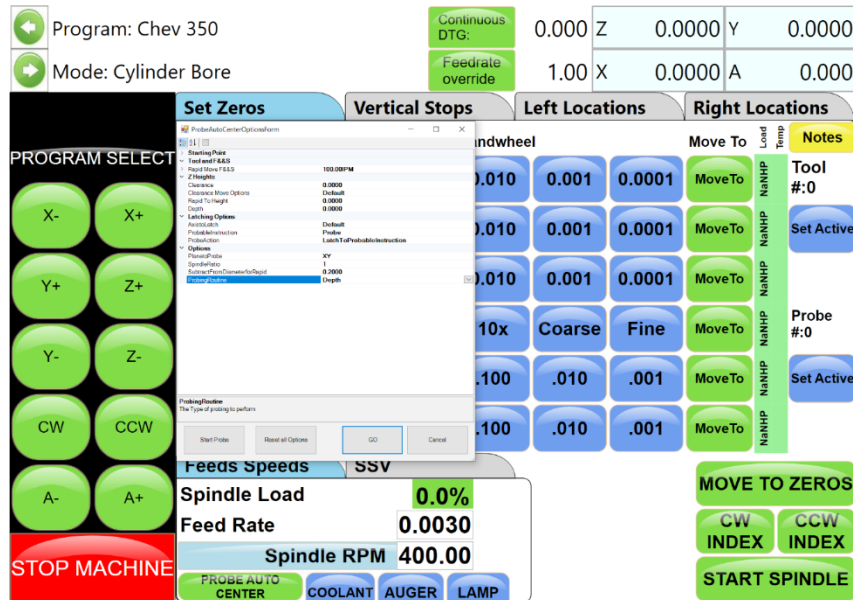 Program: Chev 350
Continuous DTG:
0.000 Z 0.0000 Y 0.0000
Mode: Cylinder Bore
Feedrate override
1.00 X 0.0000 A 0.000
Set Zeros Vertical Stops Left Locations Right Locations
ProbeAutoCenterOptionsForm
andwheel Move To Load Temp Notes
PROGRAM SELECT
Starting Point
Tool and F&S
Rapid Move F&S 100.00IPM
Z Heights
Clearance 0.0000
Clearance Move Options Default
Rapid To Height 0.0000
Depth 0.0000
Latching Options
AxistoLatch Default
ProbableInstruction Probe
ProbeAction LatchToProbableInstruction
Options
PlanetoProbe XY
SpindleRatio 1
SubtractFromDiameterforRapid 0.2000
ProbingRoutine Depth
ProbingRoutine
The Type of probing to perform
Start Probe Reset all Options GO Cancel
0.010 0.001 0.0001 MoveTo NaNHP
Tool #:0
0.010 0.001 0.0001 MoveTo NaNHP Set Active
0.010 0.001 0.0001 MoveTo NaNHP
10x Coarse Fine MoveTo NaNHP
Probe #:0
.100 .010 .001 MoveTo NaNHP Set Active
.100 .010 .001 MoveTo NaNHP
X- X+
Y+ Z+
Y- Z-
CW CCW
A- A+
STOP MACHINE
Feeds Speeds SSV
Spindle Load 0.0%
Feed Rate 0.0030
Spindle RPM 400.00
PROBE AUTO CENTER COOLANT AUGER LAMP
MOVE TO ZEROS
CW INDEX CCW INDEX
START SPINDLE